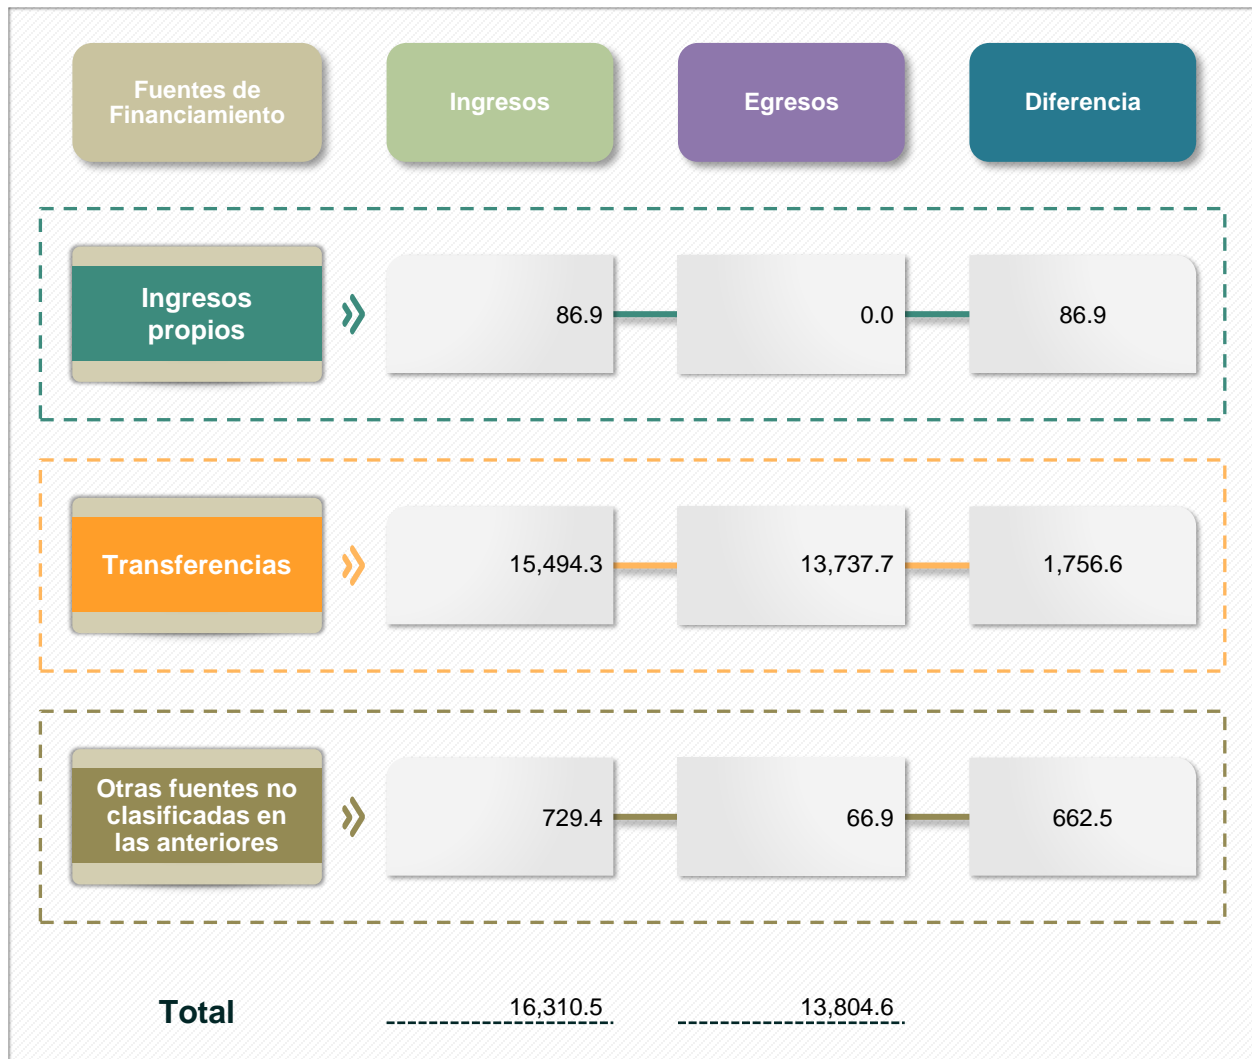 Fuentes de
Financiamiento
Ingresos
Egresos
Diferencia
Ingresos
propios
86.9
0.0
86.9
Transferencias
15,494.3
13,737.7
1,756.6
Otras fuentes no
clasificadas en
las anteriores
729.4
66.9
662.5
Total
16,310.5
13,804.6